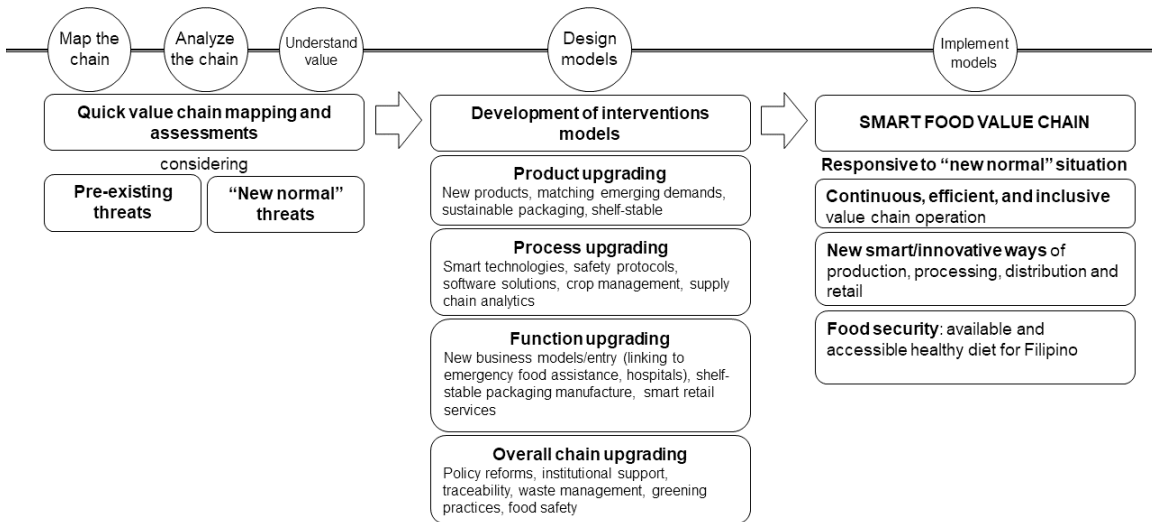 Map the
chain
Analyze
the chain
Understand
value
Design
models
Implement
models
Quick value chain mapping and
assessments
considering
Pre-existing
threats
“New normal”
threats
Development of interventions
models
Product upgrading
New products, matching emerging demands,
sustainable packaging, shelf-stable
Process upgrading
Smart technologies, safety protocols,
software solutions, crop management, supply
chain analytics
Function upgrading
New business models/entry (linking to
emergency food assistance, hospitals), shelf-
stable packaging manufacture, smart retail
services
Overall chain upgrading
Policy reforms, institutional support,
traceability, waste management, greening
practices, food safety
SMART FOOD VALUE CHAIN
Responsive to “new normal” situation
Continuous, efficient, and inclusive
value chain operation
New smart/innovative ways of
production, processing, distribution and
retail
Food security: available and
accessible healthy diet for Filipino